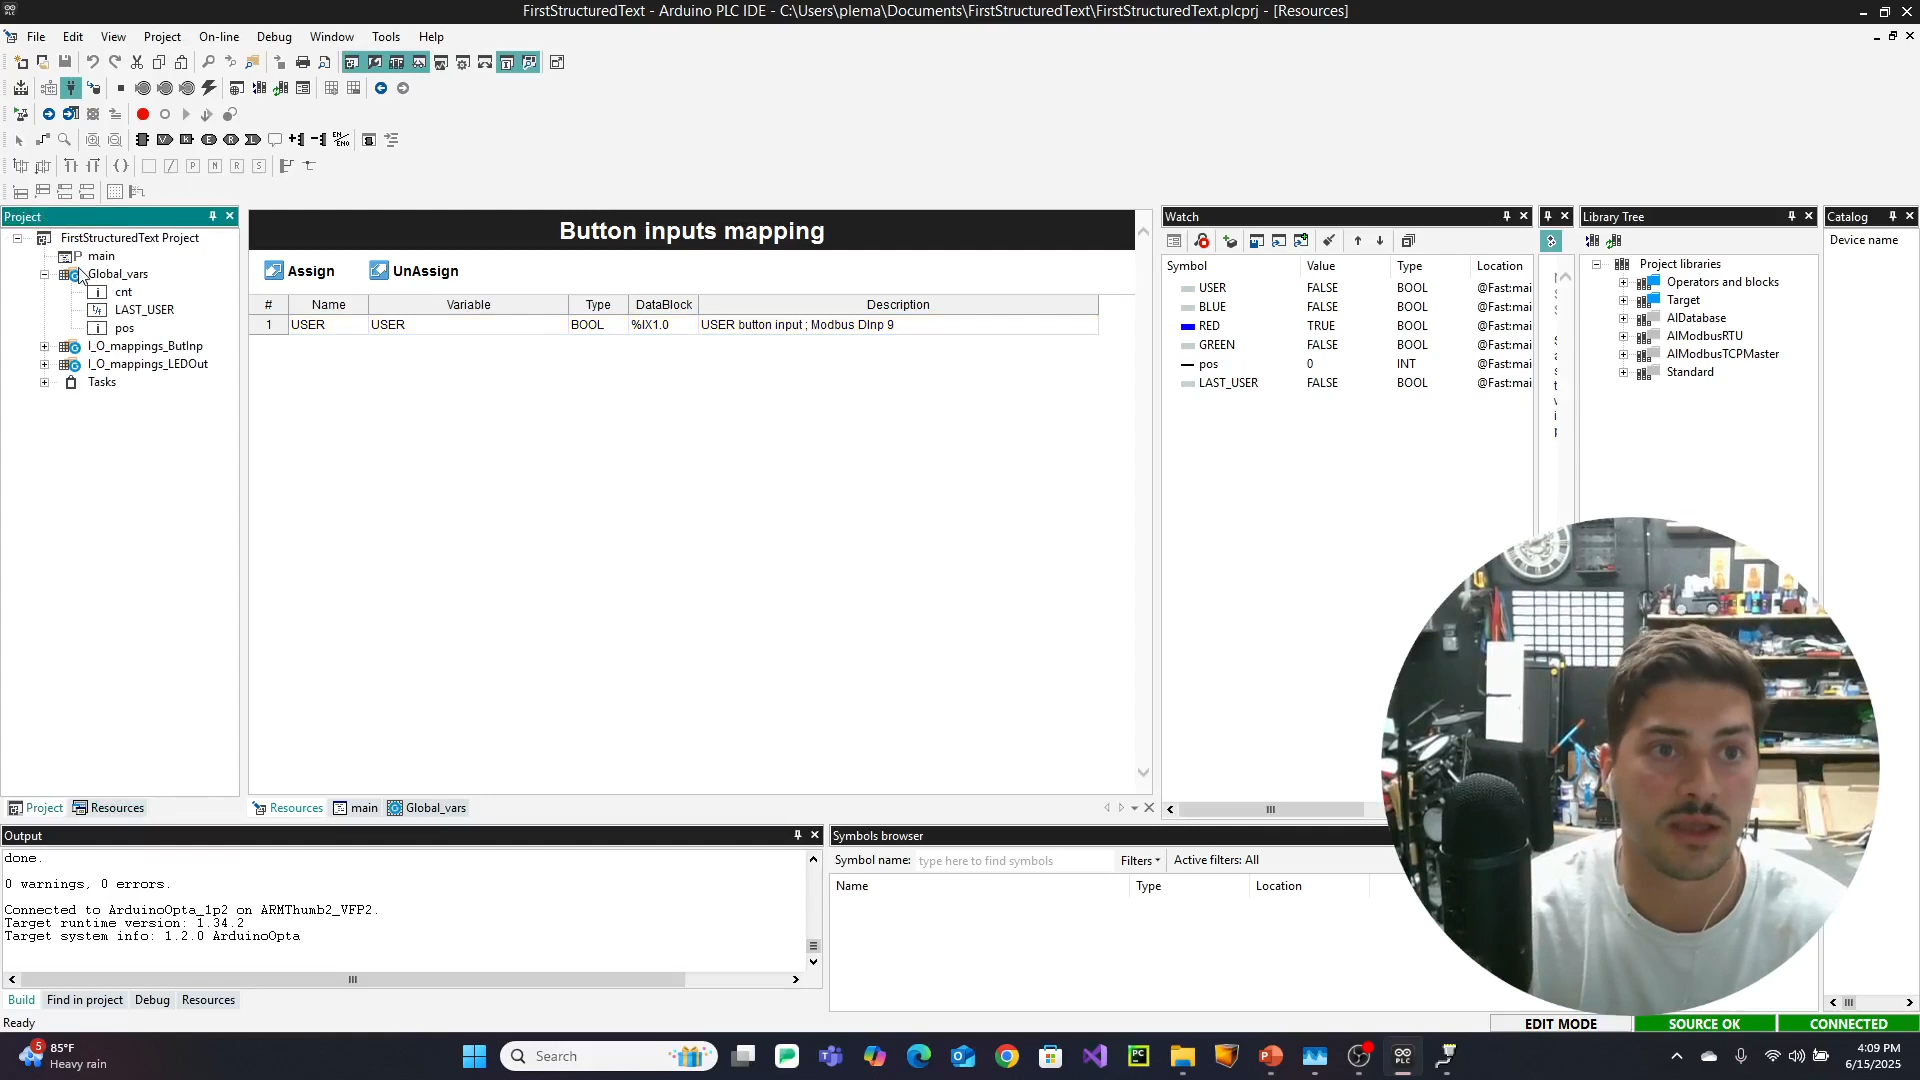 FirstStructuredText - Arduino PLC IDE - C:\Users\plema\Documents\FirstStructuredText\FirstStructuredText.plcprj - [Resources]
File Edit View Project On-line Debug Window Tools Help
Project
FirstStructuredText Project
main
Global_vars
cnt
LAST_USER
pos
I_O_mappings_ButInp
I_O_mappings_LEDOut
Tasks
Project Resources
Button inputs mapping
Assign UnAssign
# Name Variable Type DataBlock Description
1 USER USER BOOL %IX1.0 USER button input ; Modbus DInp 9
Resources main Global_vars
Watch
Symbol Value Type Location
USER FALSE BOOL @Fast:mai
BLUE FALSE BOOL @Fast:mai
RED TRUE BOOL @Fast:mai
GREEN FALSE BOOL @Fast:mai
pos 0 INT @Fast:mai
LAST_USER FALSE BOOL @Fast:mai
Library Tree
Project libraries
Operators and blocks
Target
AlDatabase
AlModbusRTU
AlModbusTCPMaster
Standard
Catalog
Device name
Output
done.
0 warnings, 0 errors.
Connected to ArduinoOpta_1p2 on ARMThumb2_VFP2.
Target runtime version: 1.34.2
Target system info: 1.2.0 ArduinoOpta
Build Find in project Debug Resources
Symbols browser
Symbol name: type here to find symbols Filters Active filters: All
Name Type Location
Ready
EDIT MODE SOURCE OK CONNECTED
5
85°F
Heavy rain
Search
4:09 PM
6/15/2025